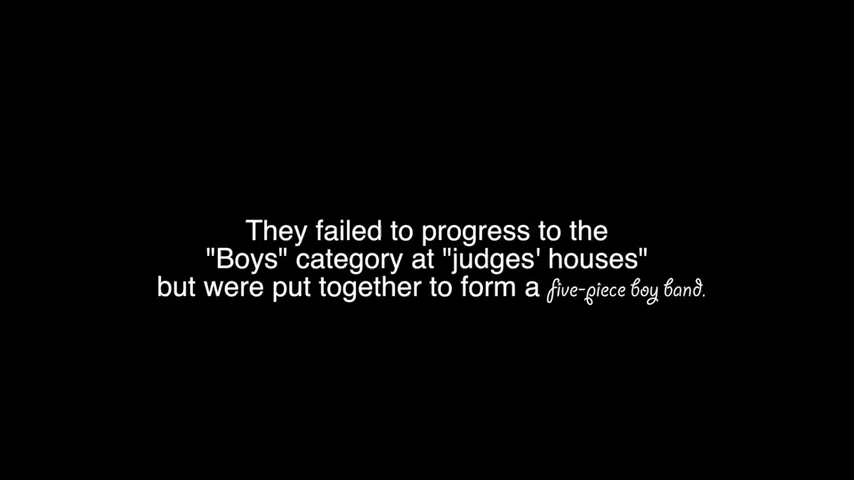 They failed to progress to the
"Boys" category at "judges' houses"
but were put together to form a five-piece boy band.